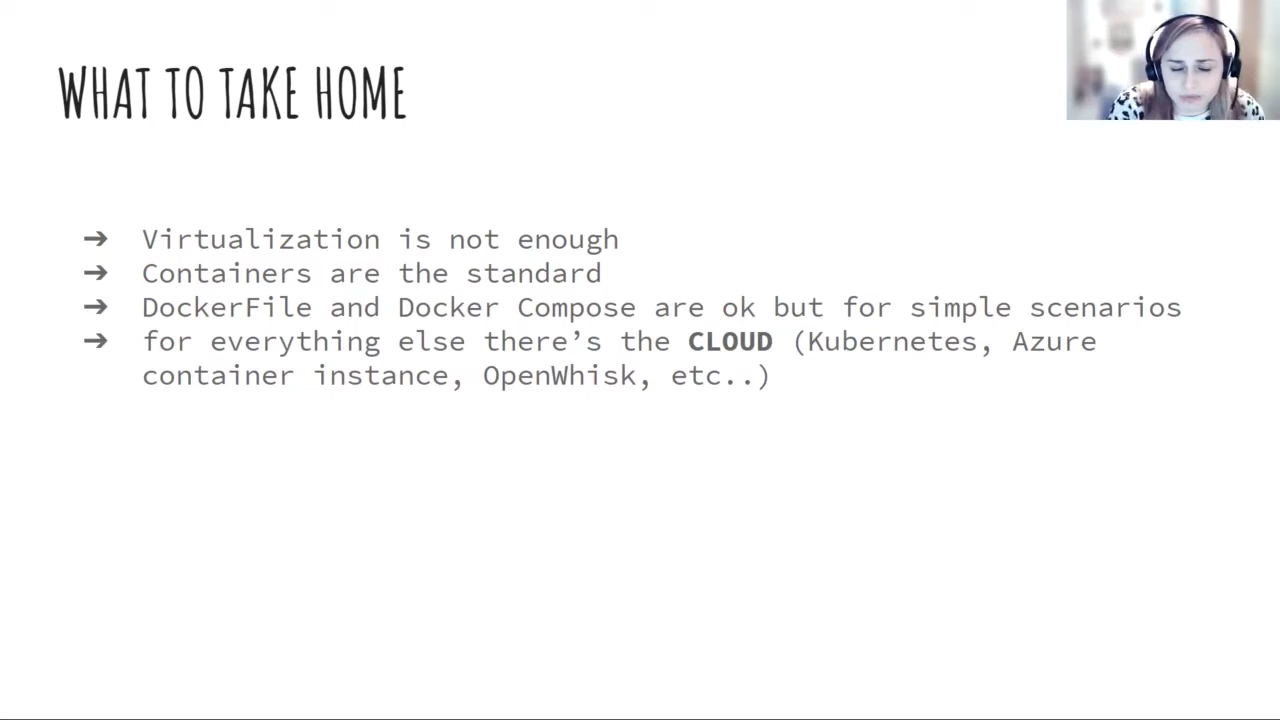 WHAT TO TAKE HOME
➔ Virtualization is not enough
➔ Containers are the standard
➔ DockerFile and Docker Compose are ok but for simple scenarios
➔ for everything else there’s the CLOUD (Kubernetes, Azure
container instance, OpenWhisk, etc..)